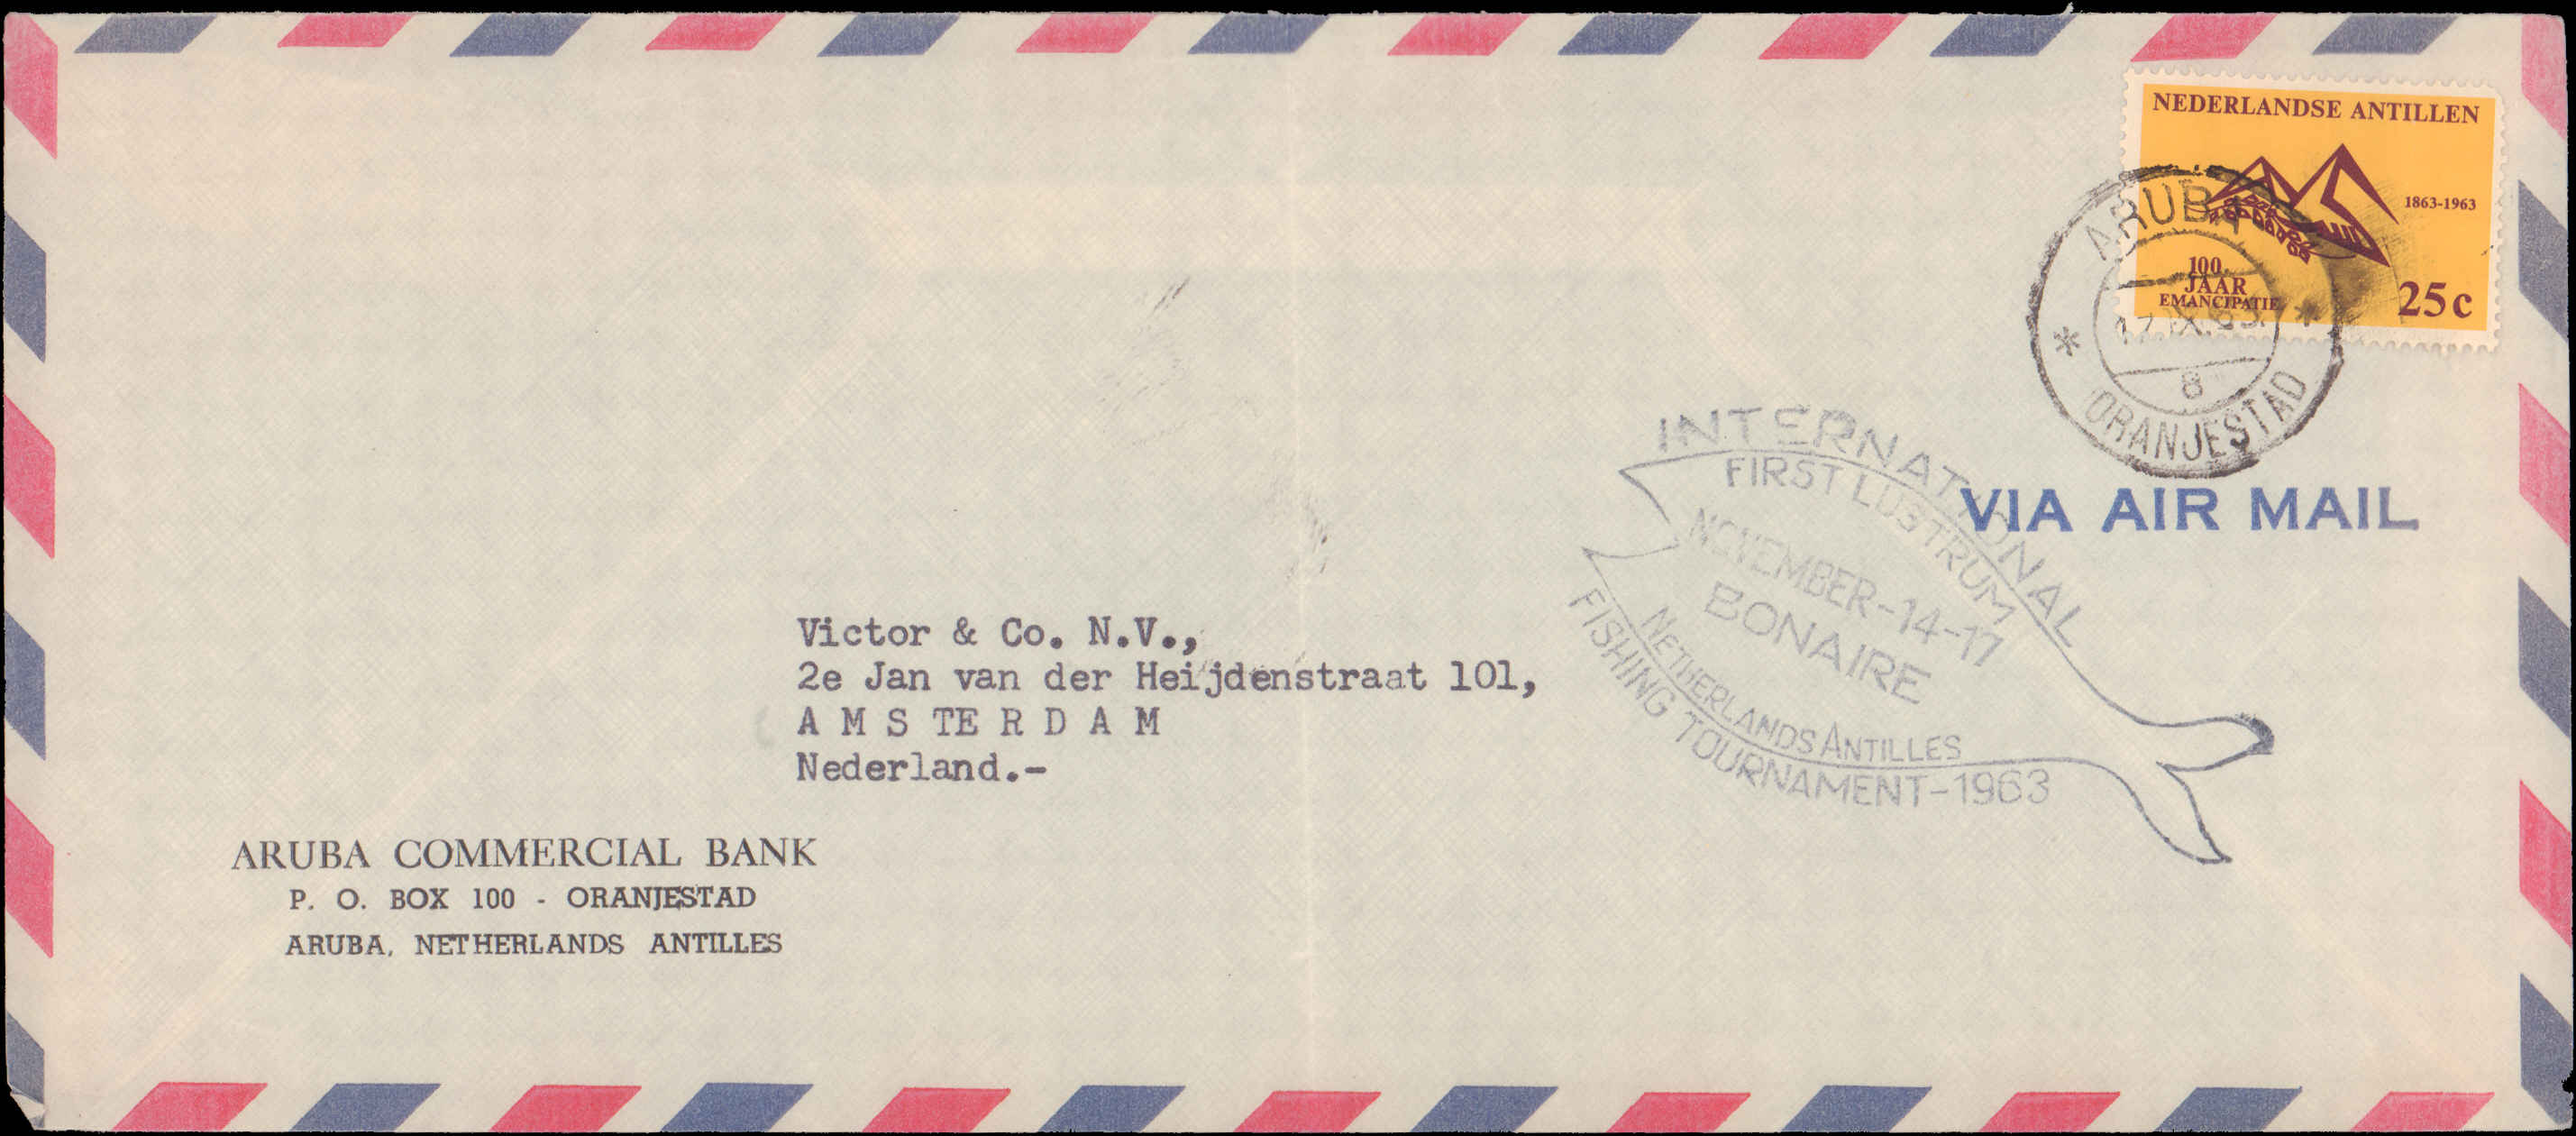 NEDERLANDSE ANTILLEN
1863-1963
100
JAAR
EMANCIPATIE
25c
ARUBA
* *
8
ORANJESTAD
INTERNATIONAL
FIRST LUSTRUM
NOVEMBER-14-17
BONAIRE
NETHERLANDS ANTILLES
FISHING TOURNAMENT-1963
VIA AIR MAIL
Victor & Co. N.V.,
2e Jan van der Heijdenstraat 101,
A M S TE R D A M
Nederland.-
ARUBA COMMERCIAL BANK
P. O. BOX 100 - ORANJESTAD
ARUBA, NETHERLANDS ANTILLES